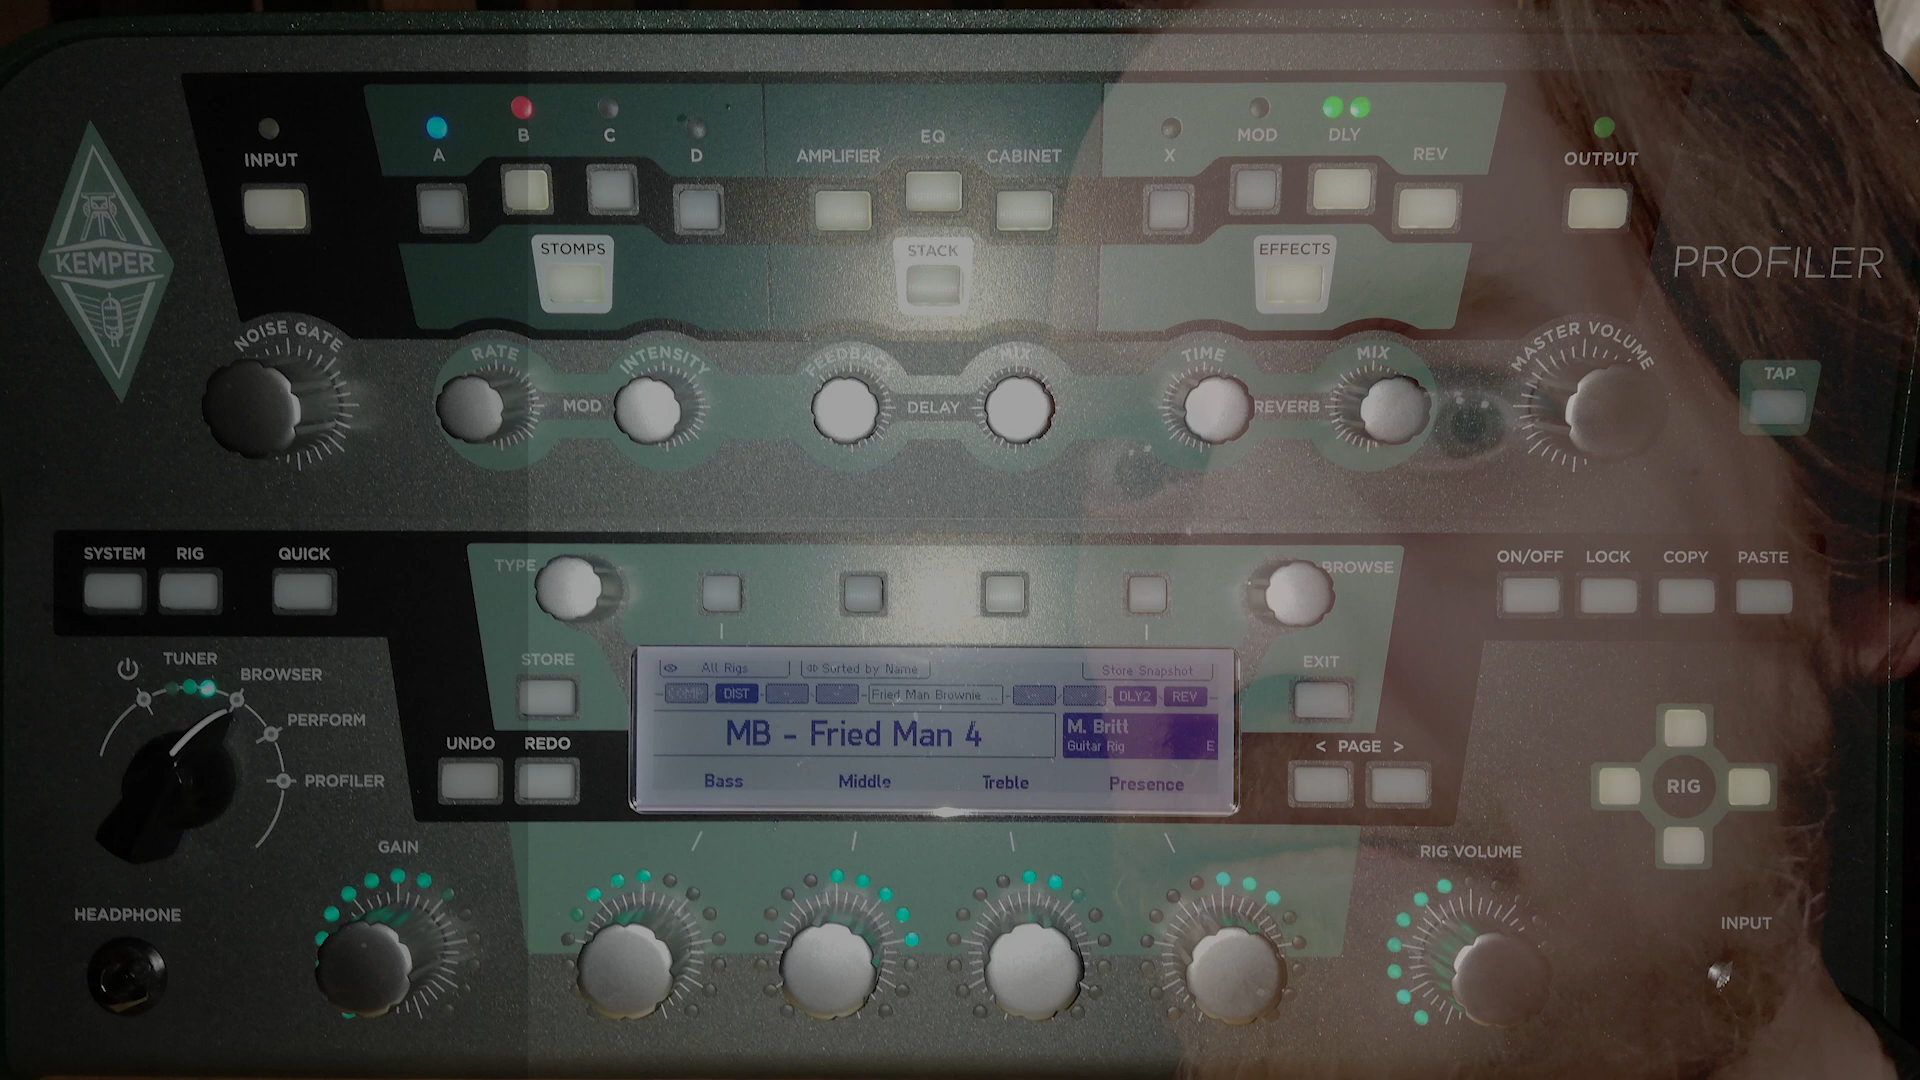 INPUT
A
B
C
D
AMPLIFIER
EQ
CABINET
X
MOD
DLY
REV
OUTPUT
KEMPER
STOMPS
STACK
EFFECTS
PROFILER
NOISE GATE
RATE
MOD
INTENSITY
FEEDBACK
DELAY
MIX
TIME
REVERB
MIX
MASTER VOLUME
TAP
SYSTEM
RIG
QUICK
TYPE
BROWSE
ON/OFF
LOCK
COPY
PASTE
TUNER
BROWSER
PERFORM
PROFILER
STORE
EXIT
UNDO
REDO
< PAGE >
All Rigs
Sorted by Name
Store Snapshot
COMP
DIST
Fried Man Brownie ...
DLY2
REV
MB - Fried Man 4
M. Britt
Guitar Rig
E
Bass
Middle
Treble
Presence
RIG
GAIN
RIG VOLUME
HEADPHONE
INPUT